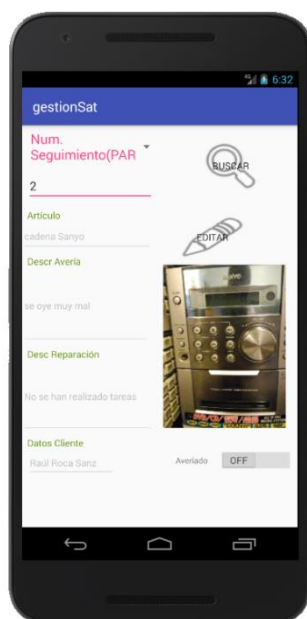 6:32
gestionSat
Num.
Seguimiento(PAR
BUSCAR
2
Artículo
cadena Sanyo
EDITAR
Descr Avería
se oye muy mal
Desc Reparación
No se han realizado tareas
Datos Cliente
Raúl Roca Sanz
Averiado
OFF